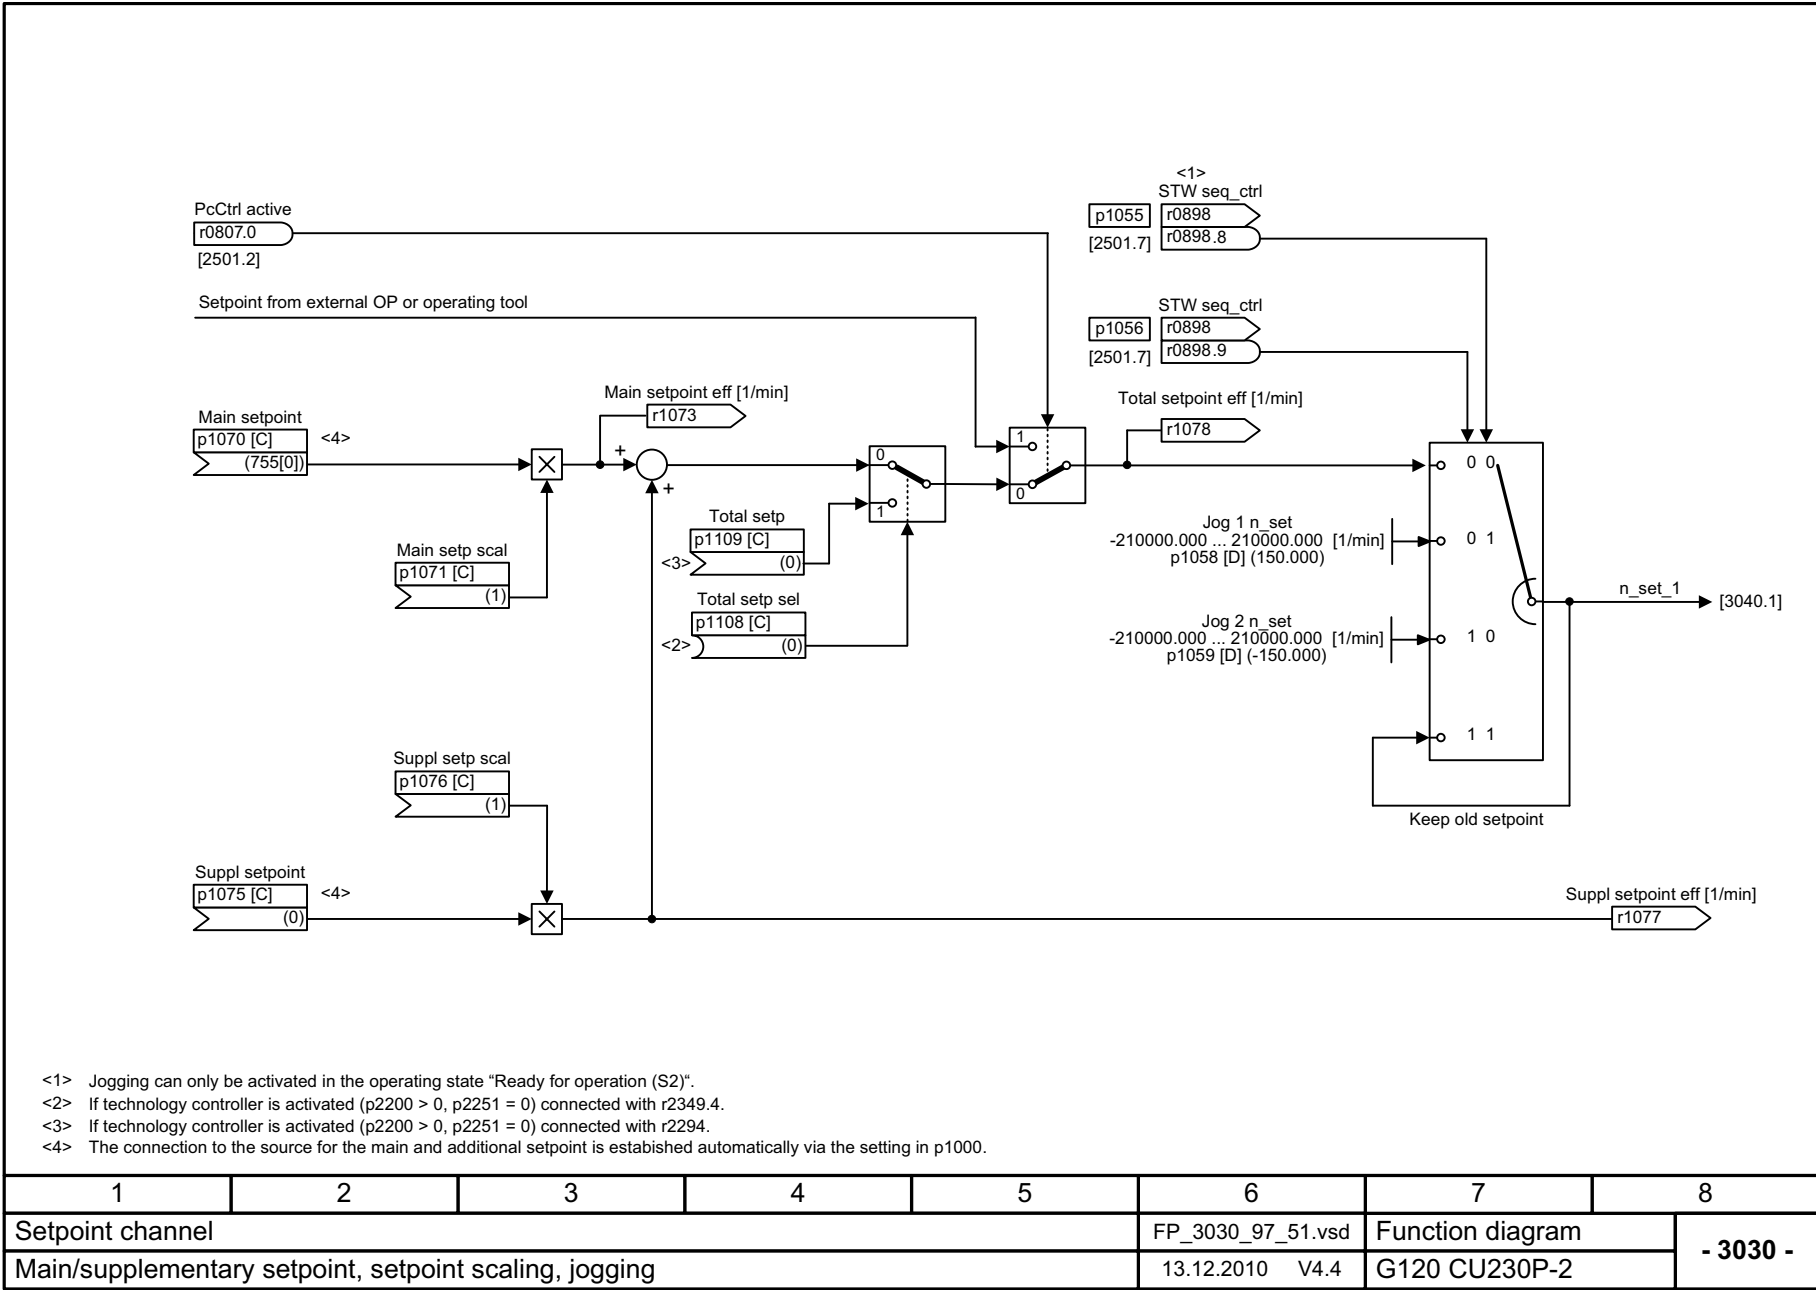 <1>
STW seq_ctrl
PcCtrl active
p1055
r0898
r0807.0
r0898.8
[2501.7]
[2501.2]
Setpoint from external OP or operating tool
STW seq_ctrl
p1056
r0898
r0898.9
[2501.7]
Main setpoint eff [1/min]
r1073
Total setpoint eff [1/min]
r1078
Main setpoint
p1070 [C]
<4>
(755[0])
+
+
0
1
1
0
0 0
Total setp
p1109 [C]
<3>
(0)
Jog 1 n_set
-210000.000 ... 210000.000 [1/min]
p1058 [D] (150.000)
0 1
Main setp scal
p1071 [C]
(1)
Total setp sel
p1108 [C]
<2>
(0)
n_set_1
[3040.1]
Jog 2 n_set
-210000.000 ... 210000.000 [1/min]
p1059 [D] (-150.000)
1 0
1 1
Keep old setpoint
Suppl setp scal
p1076 [C]
(1)
Suppl setpoint
p1075 [C]
<4>
(0)
Suppl setpoint eff [1/min]
r1077
<1> Jogging can only be activated in the operating state “Ready for operation (S2)“.
<2> If technology controller is activated (p2200 > 0, p2251 = 0) connected with r2349.4.
<3> If technology controller is activated (p2200 > 0, p2251 = 0) connected with r2294.
<4> The connection to the source for the main and additional setpoint is estabished automatically via the setting in p1000.
1 2 3 4 5 6 7 8
Setpoint channel
FP_3030_97_51.vsd
Function diagram
- 3030 -
Main/supplementary setpoint, setpoint scaling, jogging
13.12.2010 V4.4
G120 CU230P-2